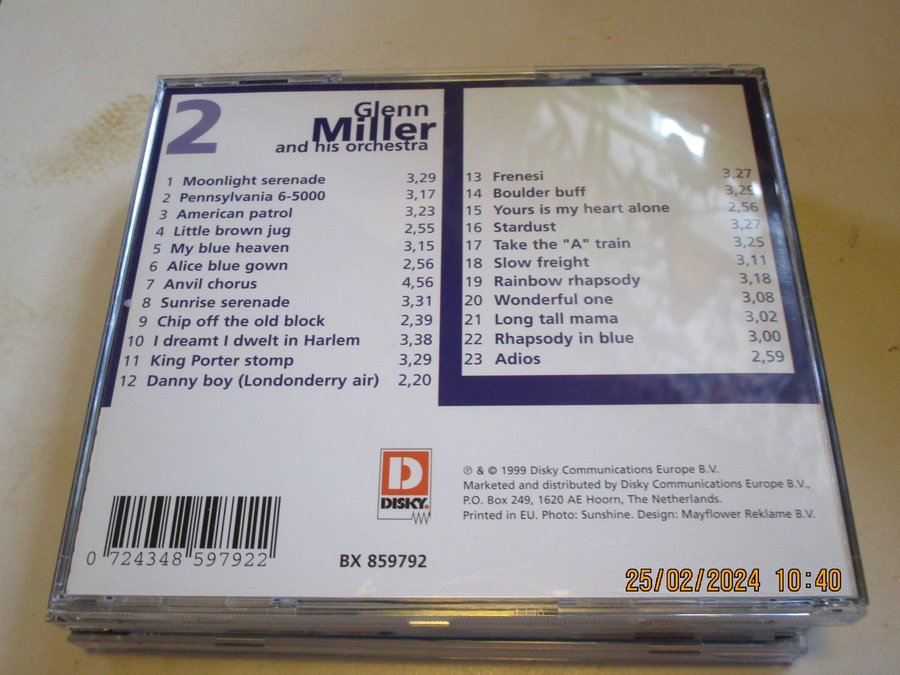 2
Glenn
Miller
and his orchestra
1 Moonlight serenade 3,29
2 Pennsylvania 6-5000 3,17
3 American patrol 3,23
4 Little brown jug 2,55
5 My blue heaven 3,15
6 Alice blue gown 2,56
7 Anvil chorus 4,56
8 Sunrise serenade 3,31
9 Chip off the old block 2,39
10 I dreamt I dwelt in Harlem 3,38
11 King Porter stomp 3,29
12 Danny boy (Londonderry air) 2,20
13 Frenesi 3,27
14 Boulder buff 3,29
15 Yours is my heart alone 2,56
16 Stardust 3,27
17 Take the "A" train 3,25
18 Slow freight 3,11
19 Rainbow rhapsody 3,18
20 Wonderful one 3,08
21 Long tall mama 3,02
22 Rhapsody in blue 3,00
23 Adios 2,59
D
DISKY.
℗ & © 1999 Disky Communications Europe B.V.
Marketed and distributed by Disky Communications Europe B.V.,
P.O. Box 249, 1620 AE Hoorn, The Netherlands.
Printed in EU. Photo: Sunshine. Design: Mayflower Reklame B.V.
0 724348 597922
BX 859792
25/02/2024 10:40